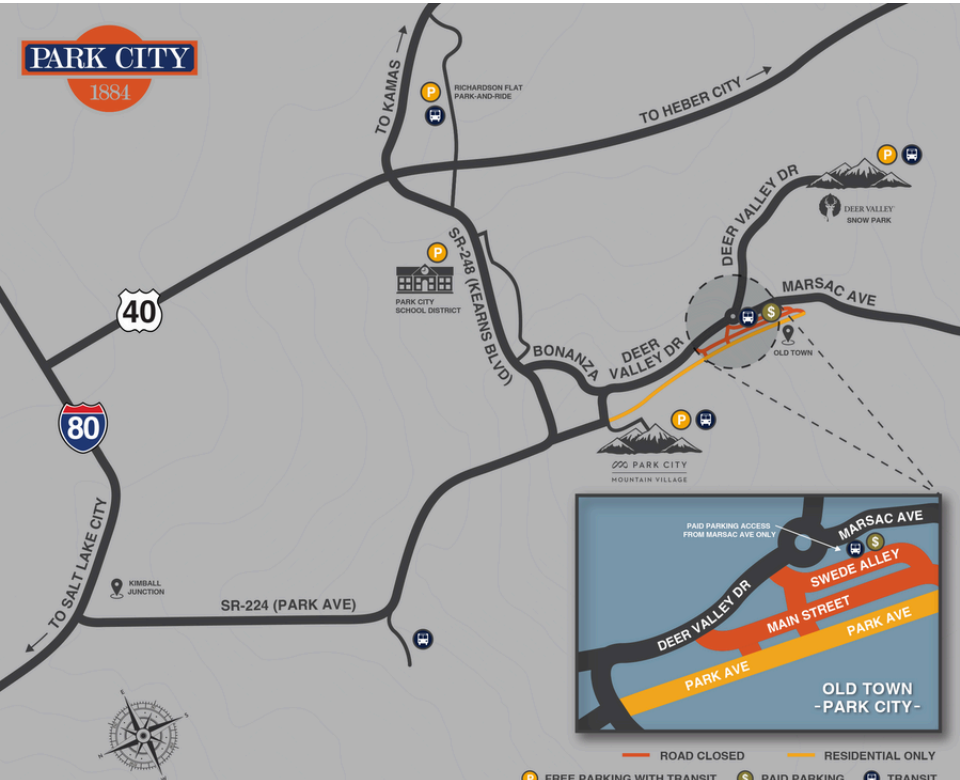 PARK CITY
1884
TO KAMAS
P
RICHARDSON FLAT
PARK-AND-RIDE
TO HEBER CITY
P
DEER VALLEY DR
DEER VALLEY
SNOW PARK
SR-248 (KEARNS BLVD)
P
PARK CITY
SCHOOL DISTRICT
40
MARSAC AVE
$
OLD TOWN
BONANZA
DEER
VALLEY DR
80
P
PARK CITY
MOUNTAIN VILLAGE
TO SALT LAKE CITY
KIMBALL
JUNCTION
SR-224 (PARK AVE)
PAID PARKING ACCESS
FROM MARSAC AVE ONLY
MARSAC AVE
$
SWEDE ALLEY
DEER VALLEY DR
MAIN STREET
PARK AVE
PARK AVE
OLD TOWN
-PARK CITY-
ROAD CLOSED
RESIDENTIAL ONLY
P FREE PARKING WITH TRANSIT
$ PAID PARKING
TRANSIT